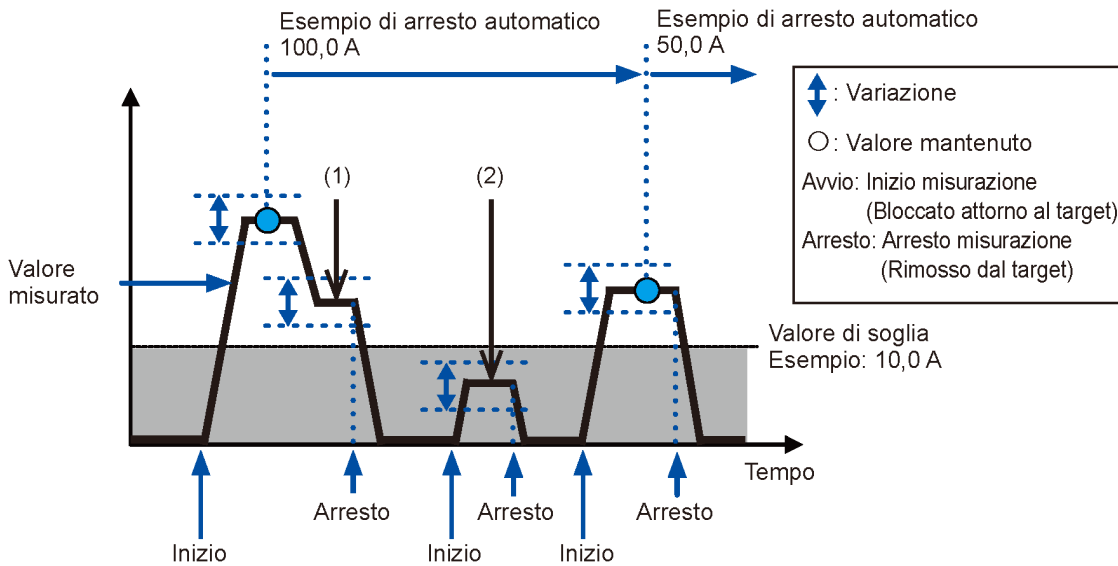 Esempio di arresto automatico
100,0 A
Esempio di arresto automatico
50,0 A
: Variazione
: Valore mantenuto
Avvio: Inizio misurazione
(Bloccato attorno al target)
Arresto: Arresto misurazione
(Rimosso dal target)
(1)
(2)
Valore
misurato
Valore di soglia
Esempio: 10,0 A
Tempo
Arresto
Arresto
Arresto
Inizio
Inizio
Inizio